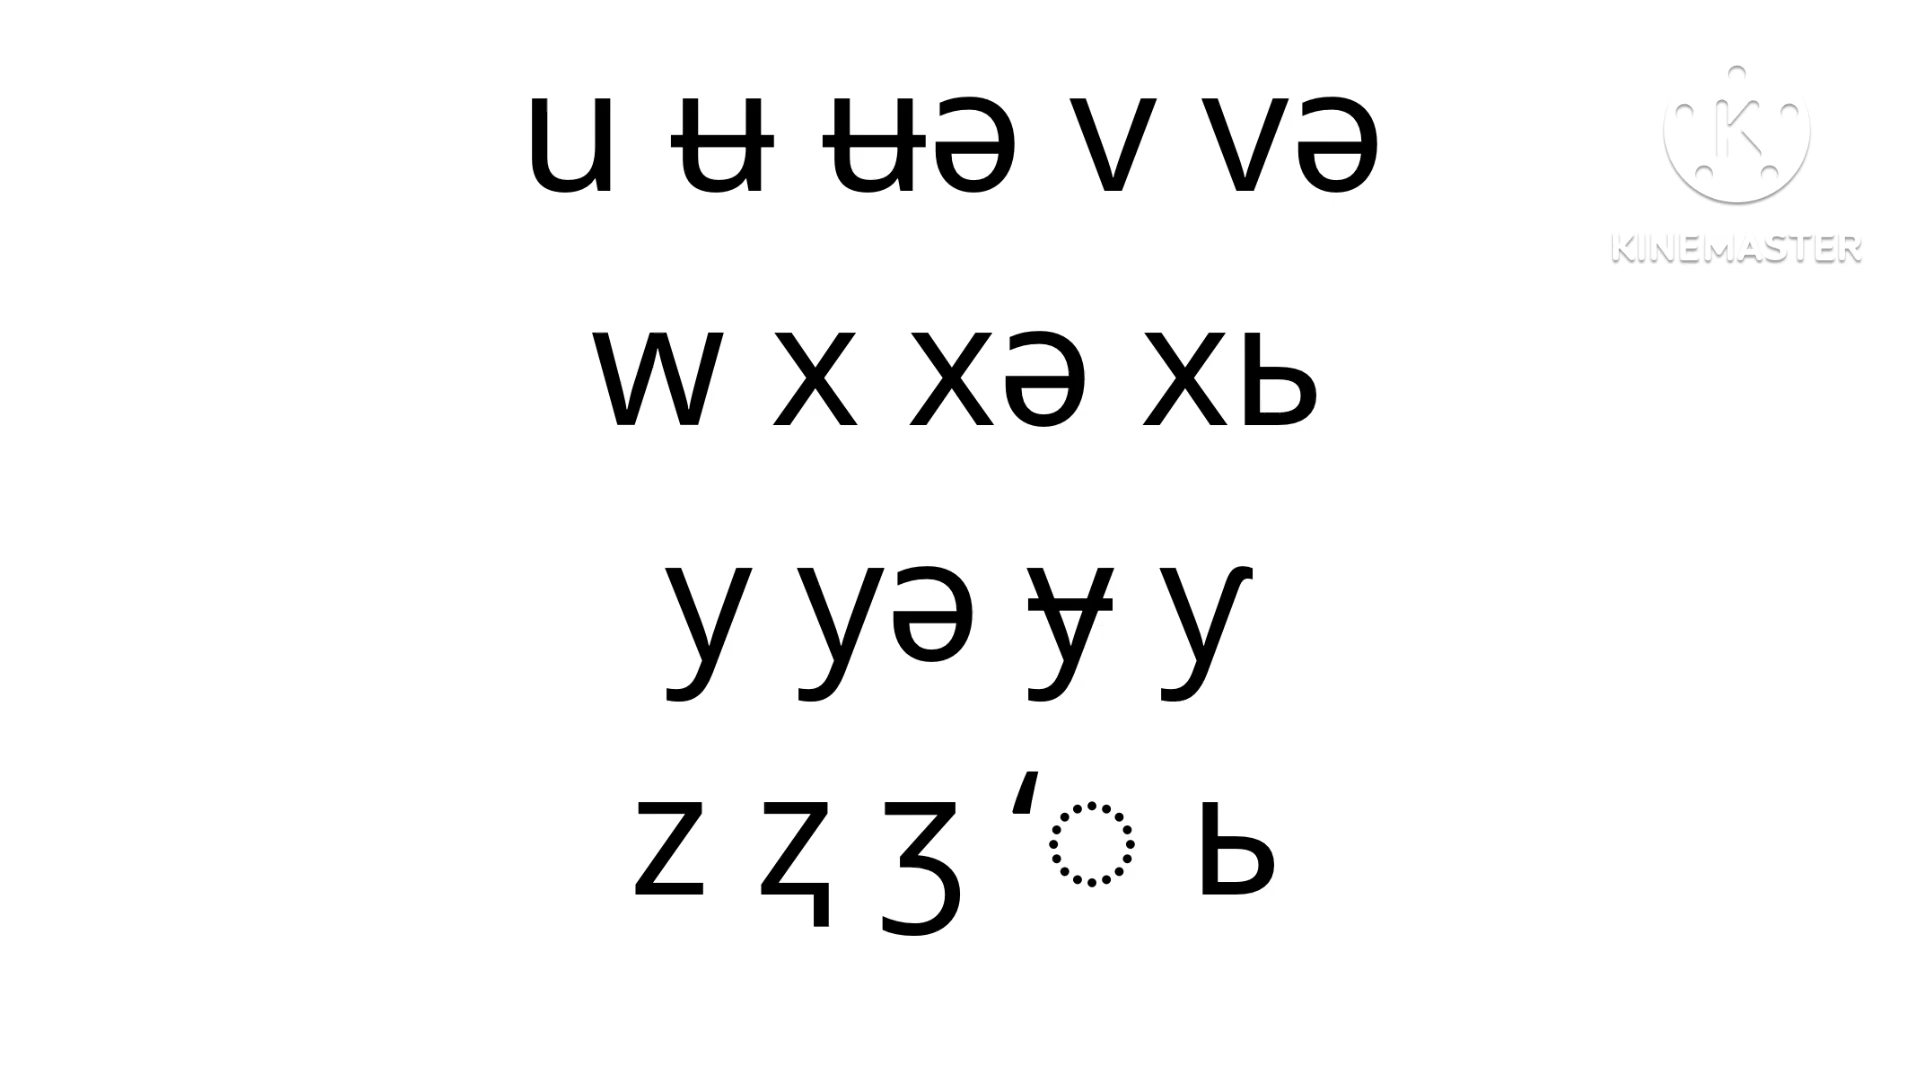 u ʉ ʉə v və
KINEMASTER
w x xə xь
y yə ɏ ƴ
z ⱬ ʒ ʻ◌ ь